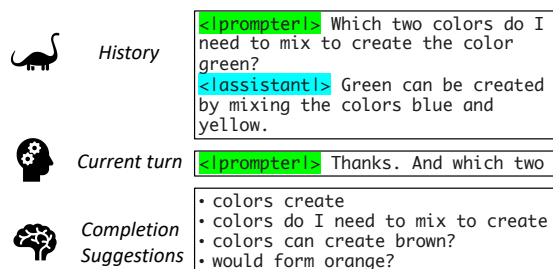 History
<|prompter|> Which two colors do I
need to mix to create the color
green?
<|assistant|> Green can be created
by mixing the colors blue and
yellow.
Current turn
<|prompter|> Thanks. And which two
Completion
Suggestions
• colors create
• colors do I need to mix to create
• colors can create brown?
• would form orange?